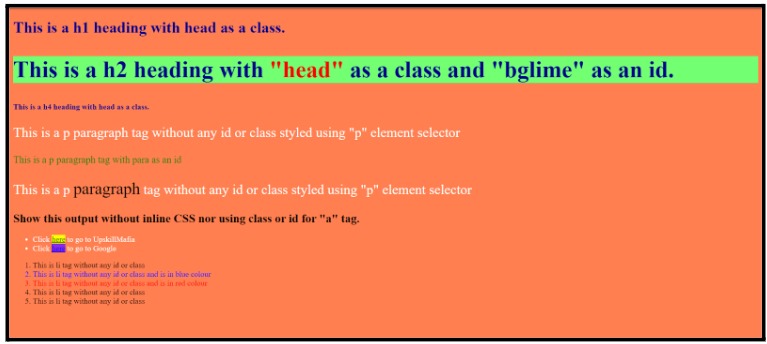 This is a h1 heading with head as a class.
This is a h2 heading with "head" as a class and "bglime" as an id.
This is a h4 heading with head as a class.
This is a p paragraph tag without any id or class styled using "p" element selector
This is a p paragraph tag with para as an id
This is a p paragraph tag without any id or class styled using "p" element selector
Show this output without inline CSS nor using class or id for "a" tag.
• Click here to go to UpskillMafia
• Click here to go to Google
1. This is li tag without any id or class
2. This is li tag without any id or class and is in blue colour
3. This is li tag without any id or class and is in red colour
4. This is li tag without any id or class
5. This is li tag without any id or class